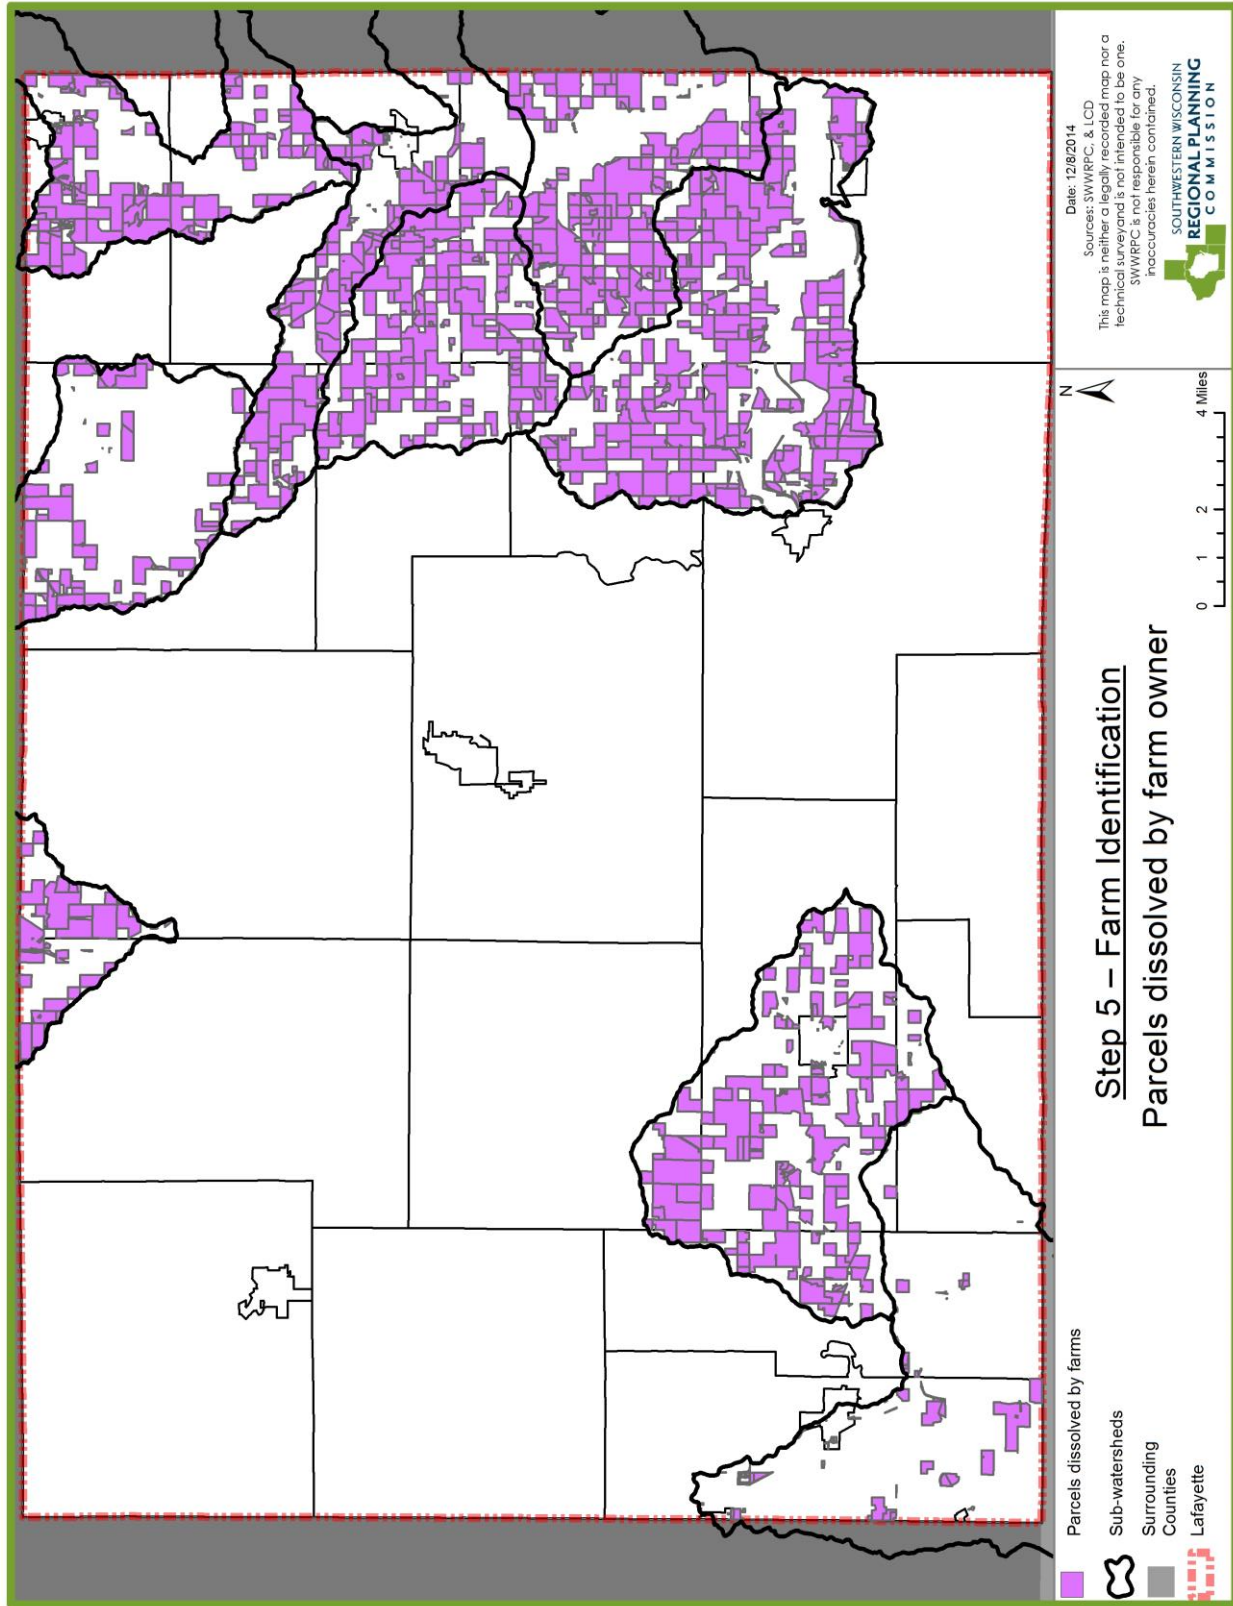 Step 5 – Farm Identification
Parcels dissolved by farm owner
Parcels dissolved by farms
Sub-watersheds
Surrounding
Counties
Lafayette
N
0 1 2 4 Miles
Date: 12/8/2014
Sources: SWWRPC, & LCD
This map is neither a legally recorded map nor a
technical surveyand is not intended to be one.
SWWRPC is not responsible for any
inaccuracies herein contained.
SOUTHWESTERN WISCONSIN
REGIONAL PLANNING
COMMISSION